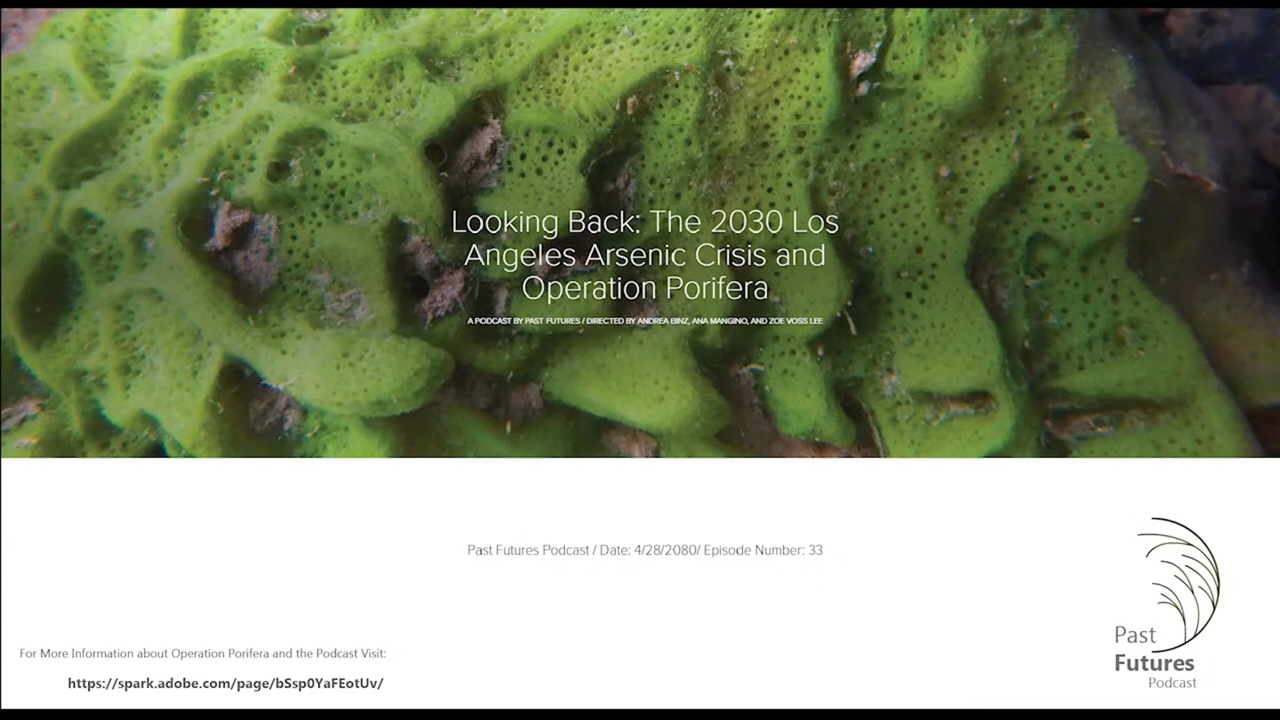 Looking Back: The 2030 Los
Angeles Arsenic Crisis and
Operation Porifera
A PODCAST BY PAST FUTURES / DIRECTED BY ANDREA BINZ, ANA MANGINO, AND ZOE VOSS LEE
Past Futures Podcast / Date: 4/28/2080/ Episode Number: 33
For More Information about Operation Porifera and the Podcast Visit:
https://spark.adobe.com/page/bSsp0YaFEotUv/
Past
Futures
Podcast